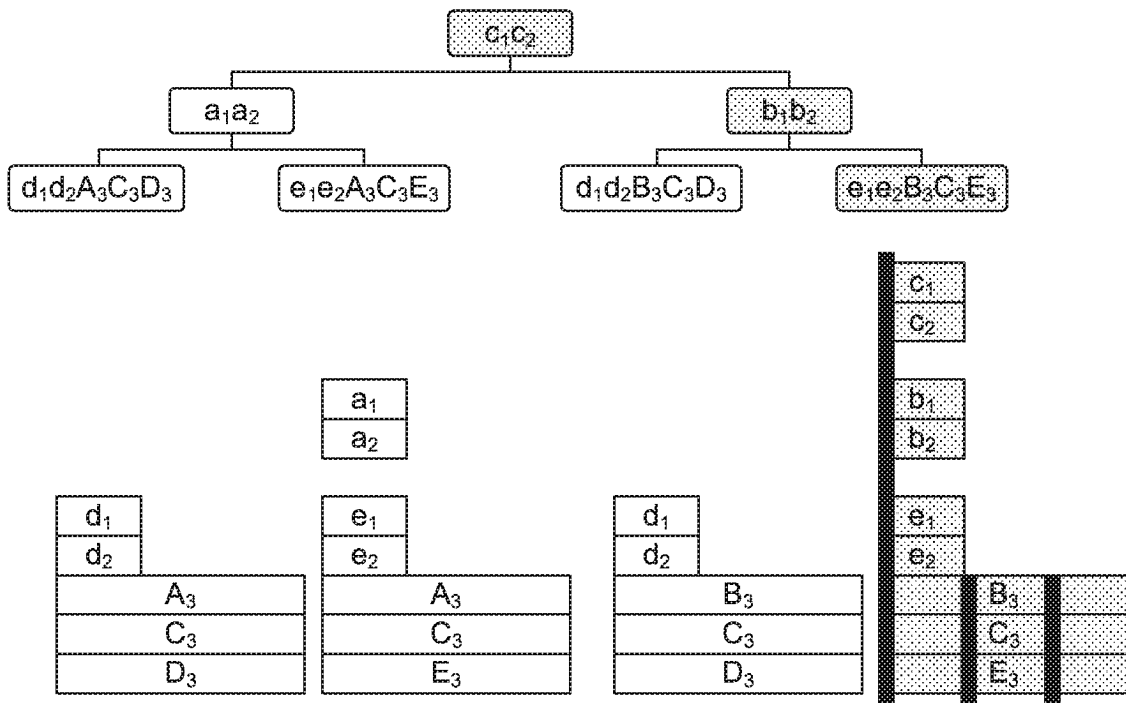 c₁c₂
a₁a₂ b₁b₂
d₁d₂A₃C₃D₃ e₁e₂A₃C₃E₃ d₁d₂B₃C₃D₃ e₁e₂B₃C₃E₃
c₁
c₂
a₁ b₁
a₂ b₂
d₁ e₁ d₁ e₁
d₂ e₂ d₂ e₂
A₃ A₃ B₃ B₃
C₃ C₃ C₃ C₃
D₃ E₃ D₃ E₃